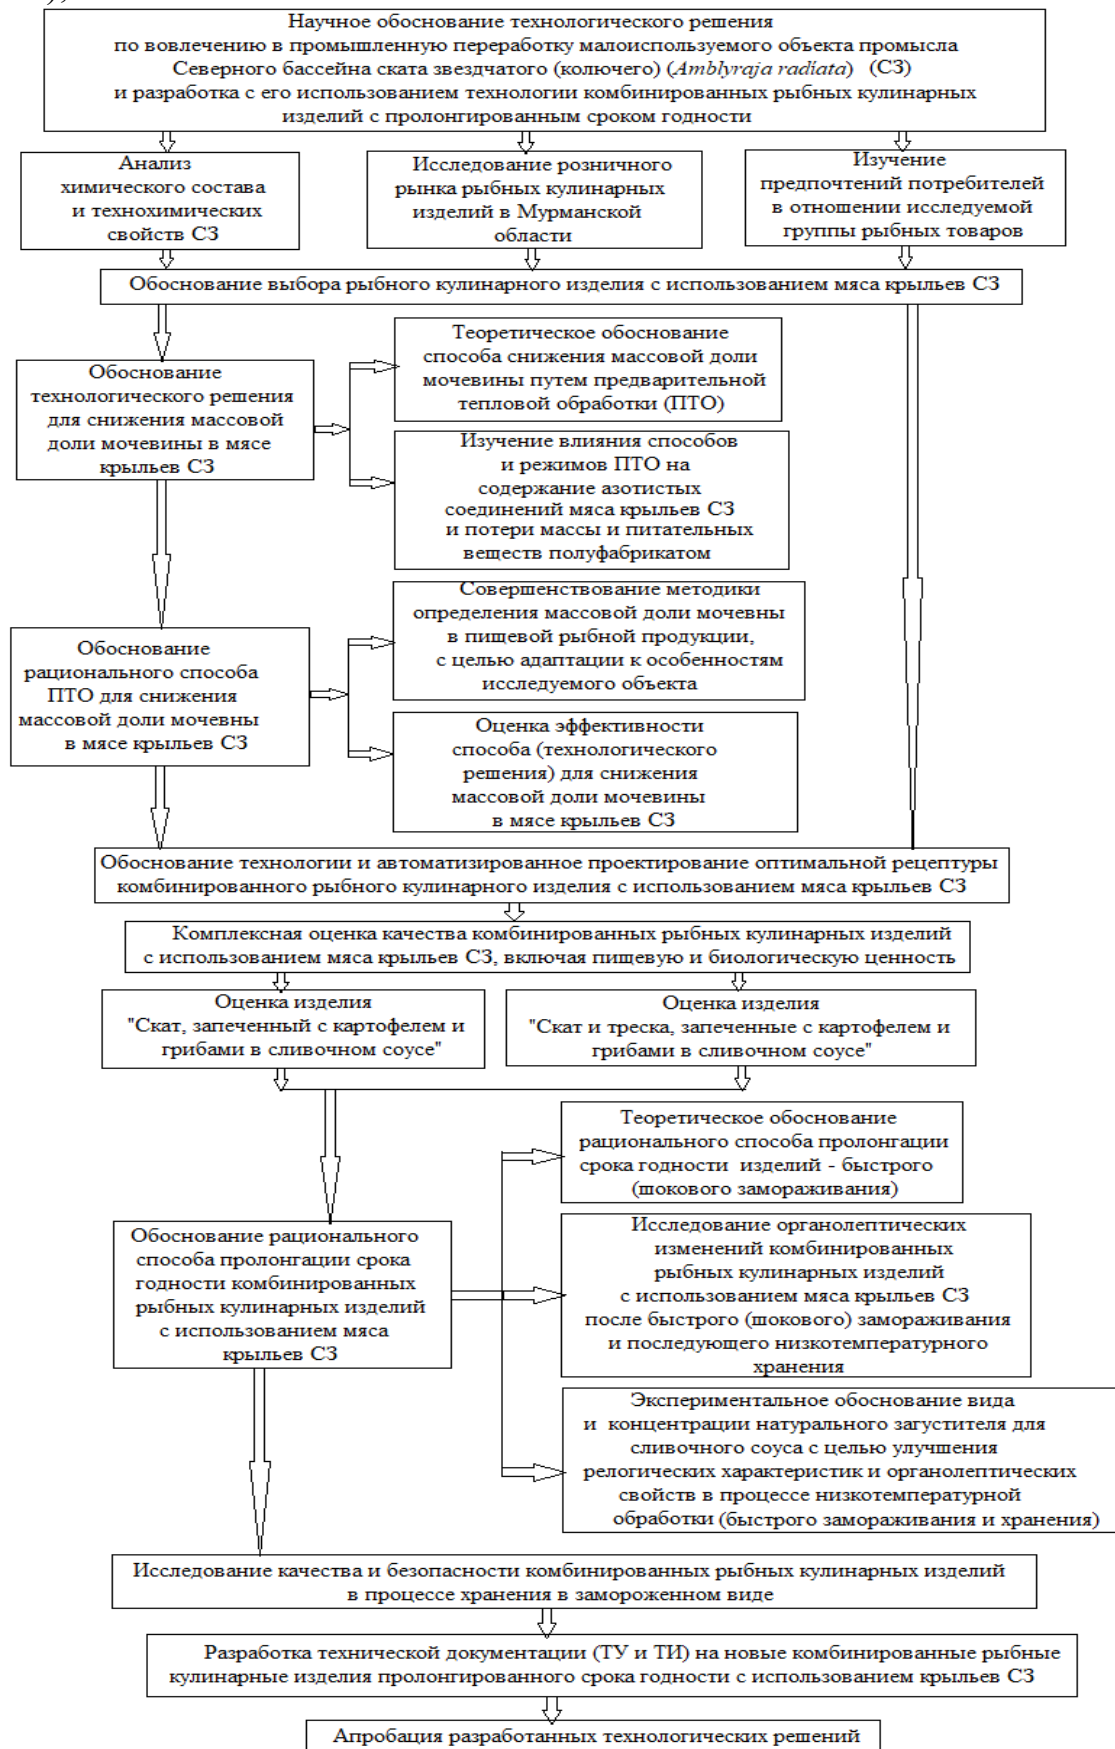 ),
Научное обоснование технологического решения
по вовлечению в промышленную переработку малоиспользуемого объекта промысла
Северного бассейна ската звездчатого (колючего) (Amblyraja radiata) (СЗ)
и разработка с его использованием технологии комбинированных рыбных кулинарных
изделий с пролонгированным сроком годности
Анализ
химического состава
и технохимических
свойств СЗ
Исследование розничного
рынка рыбных кулинарных
изделий в Мурманской
области
Изучение
предпочтений потребителей
в отношении исследуемой
группы рыбных товаров
Обоснование выбора рыбного кулинарного изделия с использованием мяса крыльев СЗ
Обоснование
технологического решения
для снижения массовой
доли мочевины в мясе
крыльев СЗ
Теоретическое обоснование
способа снижения массовой доли
мочевины путем предварительной
тепловой обработки (ПТО)
Изучение влияния способов
и режимов ПТО на
содержание азотистых
соединений мяса крыльев СЗ
и потери массы и питательных
веществ полуфабрикатом
Обоснование
рационального способа
ПТО для снижения
массовой доли мочевны
в мясе крыльев СЗ
Совершенствование методики
определения массовой доли мочевны
в пищевой рыбной продукции,
с целью адаптации к особенностям
исследуемого объекта
Оценка эффективности
способа (технологического
решения) для снижения
массовой доли мочевины
в мясе крыльев СЗ
Обоснование технологии и автоматизированное проектирование оптимальной рецептуры
комбинированного рыбного кулинарного изделия с использованием мяса крыльев СЗ
Комплексная оценка качества комбинированных рыбных кулинарных изделий
с использованием мяса крыльев СЗ, включая пищевую и биологическую ценность
Оценка изделия
"Скат, запеченный с картофелем и
грибами в сливочном соусе"
Оценка изделия
"Скат и треска, запеченные с картофелем и
грибами в сливочном соусе"
Обоснование рационального
способа пролонгации срока
годности комбинированных
рыбных кулинарных изделий
с использованием мяса
крыльев СЗ
Теоретическое обоснование
рационального способа пролонгации
срока годности изделий - быстрого
(шокового замораживания)
Исследование органолептических
изменений комбинированных
рыбных кулинарных изделий
с использованием мяса крыльев СЗ
после быстрого (шокового) замораживания
и последующего низкотемпературного
хранения
Экспериментальное обоснование вида
и концентрации натурального загустителя для
сливочного соуса с целью улучшения
релогических характеристик и органолептических
свойств в процессе низкотемпературной
обработки (быстрого замораживания и хранения)
Исследование качества и безопасности комбинированных рыбных кулинарных изделий
в процессе хранения в замороженном виде
Разработка технической документации (ТУ и ТИ) на новые комбинированные рыбные
кулинарные изделия пролонгированного срока годности с использованием крыльев СЗ
Апробация разработанных технологических решений